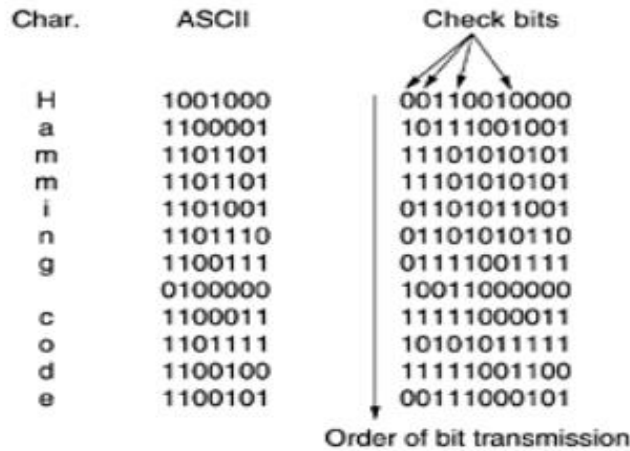 Char. ASCII Check bits
H 1001000 00110010000
a 1100001 10111001001
m 1101101 11101010101
m 1101101 11101010101
i 1101001 01101011001
n 1101110 01101010110
g 1100111 01111001111
0100000 10011000000
c 1100011 11111000011
o 1101111 10101011111
d 1100100 11111001100
e 1100101 00111000101
Order of bit transmission